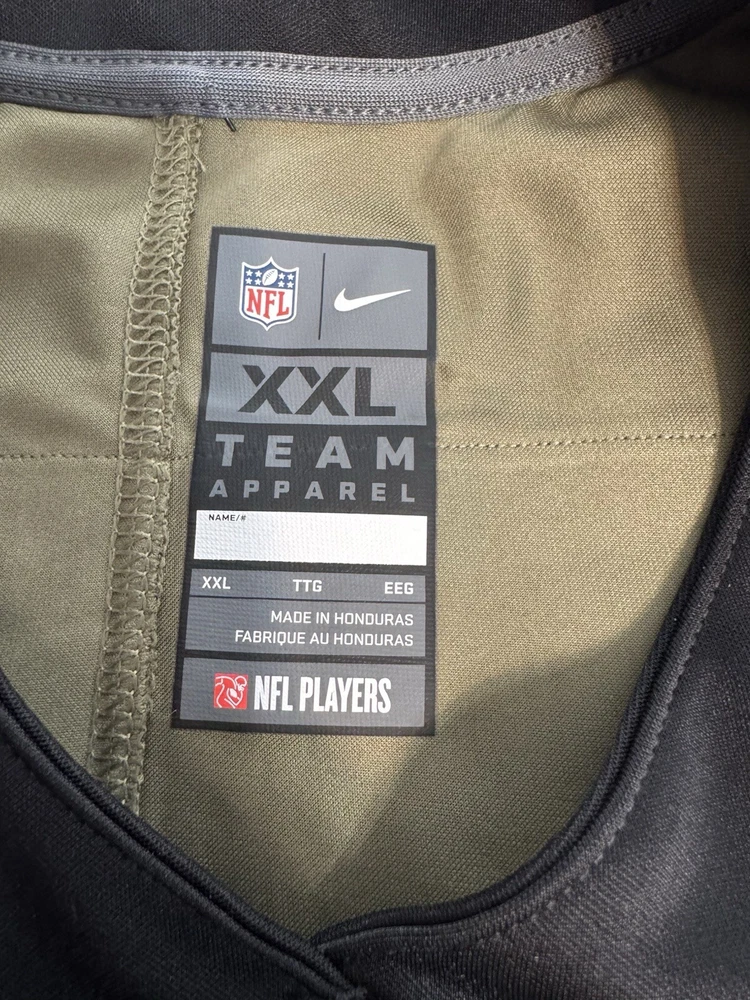 NFL
XXL
TEAM
APPAREL
NAME/#
XXL TTG EEG
MADE IN HONDURAS
FABRIQUE AU HONDURAS
NFL PLAYERS